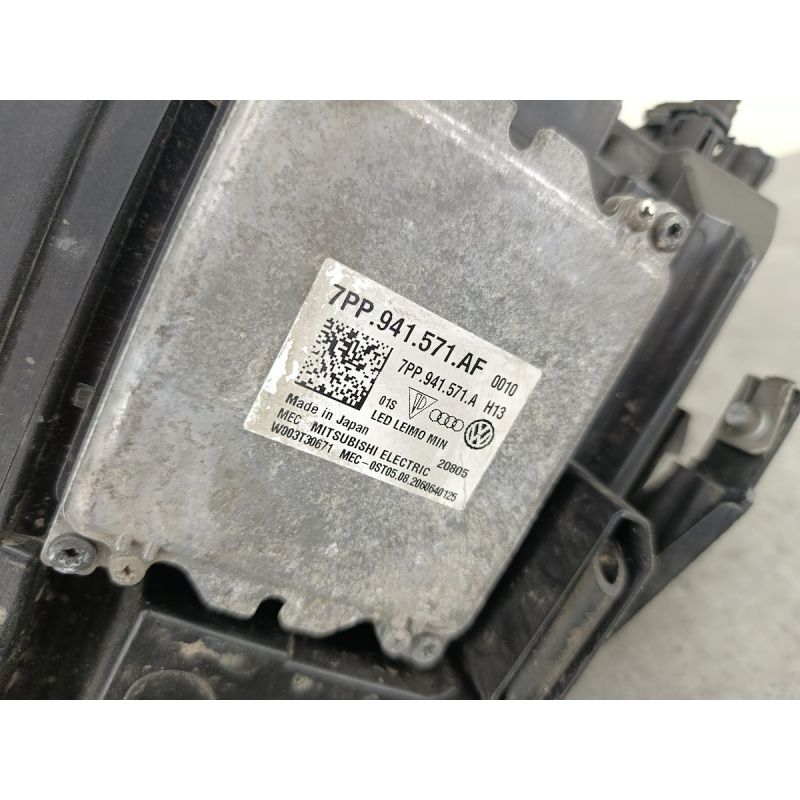 7PP.941.571.AF 0010
7PP.941.571.A H13
01S
LED LEIMO MIN
Made in Japan
MEC MITSUBISHI ELECTRIC 20805
W003T30671 MEC-0ST05.08.2060640125